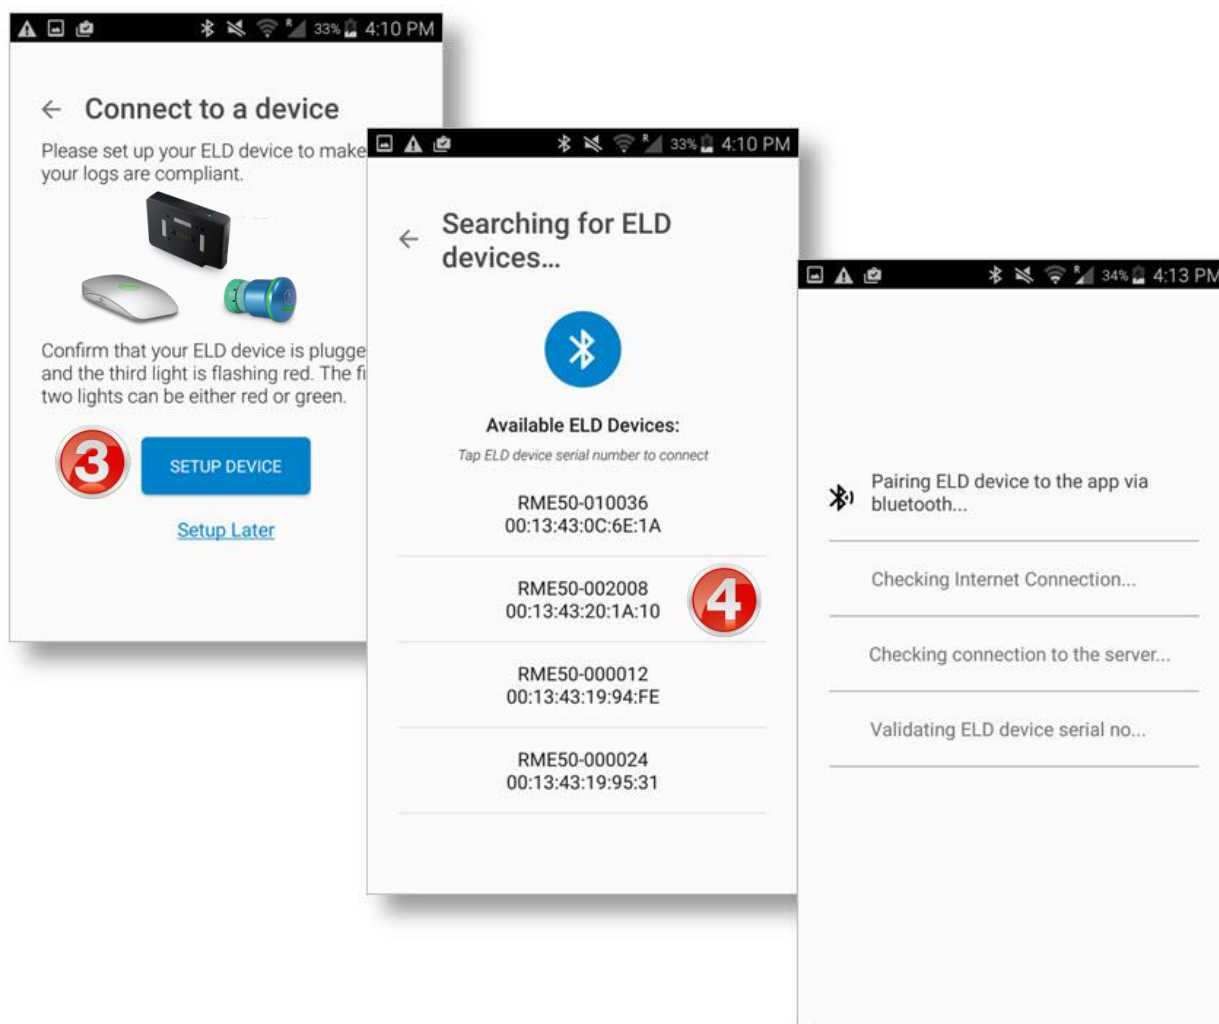 33% 4:10 PM
Connect to a device
Please set up your ELD device to make
your logs are compliant.
Confirm that your ELD device is plugge
and the third light is flashing red. The fi
two lights can be either red or green.
3
SETUP DEVICE
Setup Later
R 33% 4:10 PM
Searching for ELD
devices...
Available ELD Devices:
Tap ELD device serial number to connect
RME50-010036
00:13:43:0C:6E:1A
RME50-002008
00:13:43:20:1A:10
4
RME50-000012
00:13:43:19:94:FE
RME50-000024
00:13:43:19:95:31
R 34% 4:13 PM
Pairing ELD device to the app via
bluetooth...
Checking Internet Connection...
Checking connection to the server...
Validating ELD device serial no...